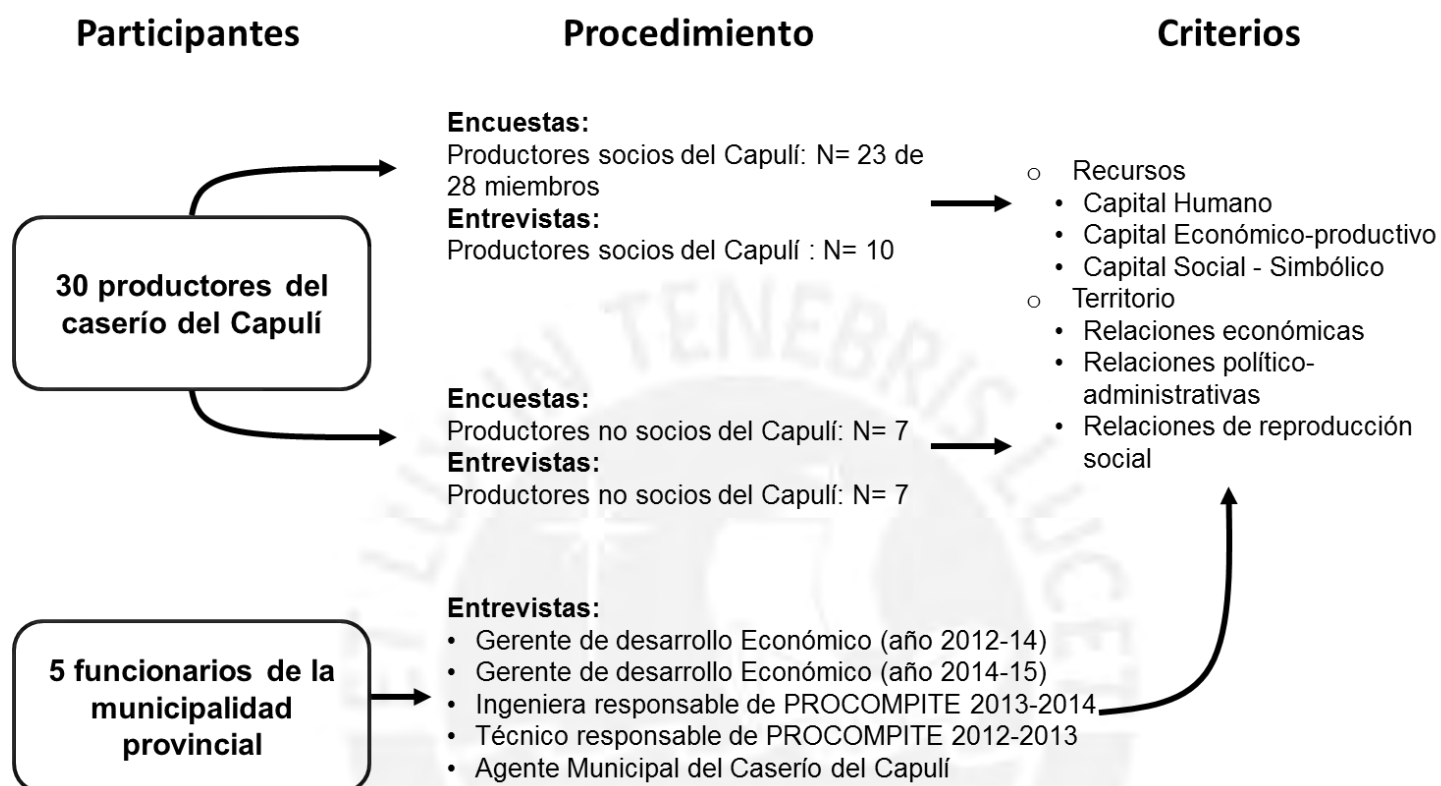 Participantes
Procedimiento
Criterios
30 productores del
caserío del Capulí
Encuestas:
Productores socios del Capulí: N= 23 de
28 miembros
Entrevistas:
Productores socios del Capulí : N= 10
Encuestas:
Productores no socios del Capulí: N= 7
Entrevistas:
Productores no socios del Capulí: N= 7
o Recursos
• Capital Humano
• Capital Económico-productivo
• Capital Social - Simbólico
o Territorio
• Relaciones económicas
• Relaciones político-
administrativas
• Relaciones de reproducción
social
5 funcionarios de la
municipalidad
provincial
Entrevistas:
• Gerente de desarrollo Económico (año 2012-14)
• Gerente de desarrollo Económico (año 2014-15)
• Ingeniera responsable de PROCOMPITE 2013-2014
• Técnico responsable de PROCOMPITE 2012-2013
• Agente Municipal del Caserío del Capulí
ET LUX IN TENEBRIS LUCET